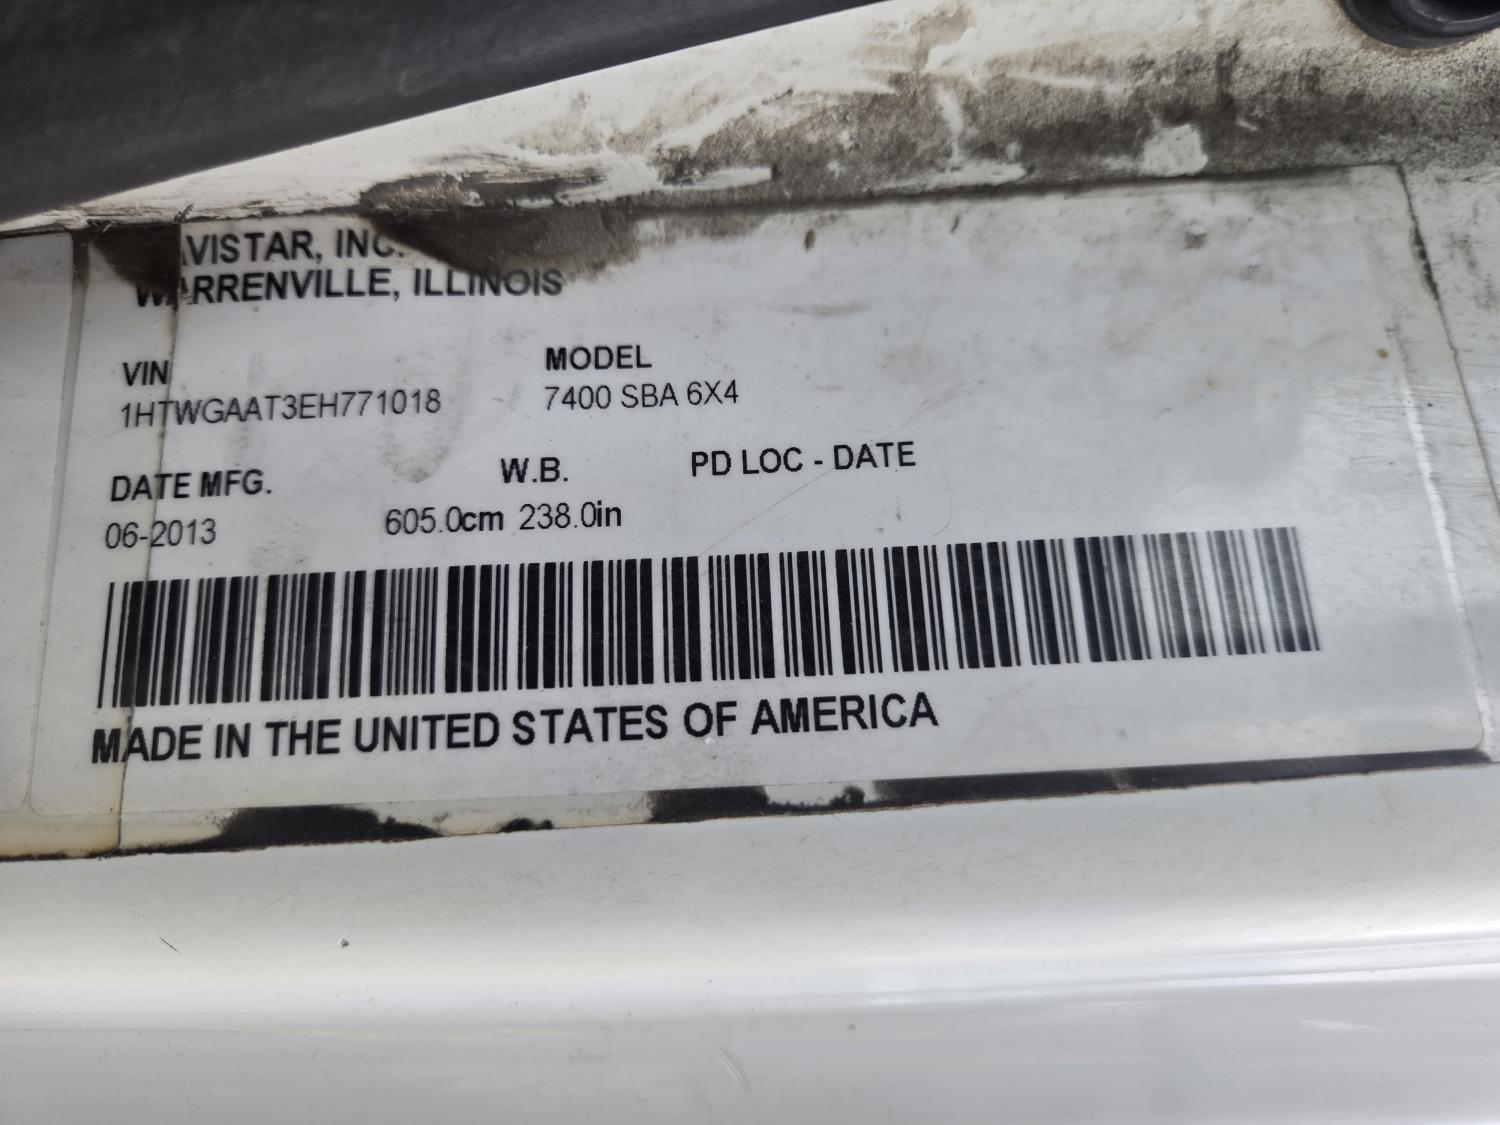 AVISTAR, INC.
WARRENVILLE, ILLINOIS
VIN MODEL
1HTWGAAT3EH771018 7400 SBA 6X4
DATE MFG. W.B. PD LOC - DATE
06-2013 605.0cm 238.0in
MADE IN THE UNITED STATES OF AMERICA